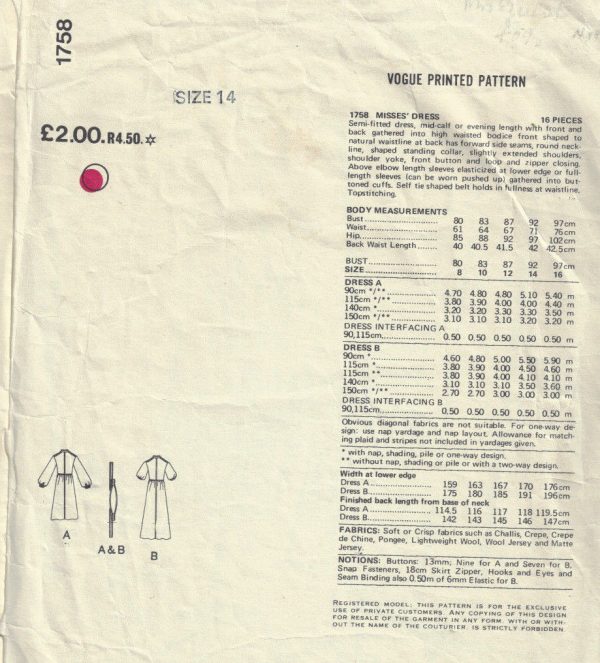 1758
SIZE 14
£2.00. R4.50.☆
A
A&B
B
VOGUE PRINTED PATTERN
1758 MISSES' DRESS 16 PIECES
Semi-fitted dress, mid-calf or evening length with front and
back gathered into high waisted bodice front shaped to
natural waistline at back has forward side seams, round neck-
line, shaped standing collar, slightly extended shoulders,
shoulder yoke, front button and loop and zipper closing.
Above elbow length sleeves elasticized at lower edge or full-
length sleeves (can be worn pushed up) gathered into but-
toned cuffs. Self tie shaped belt holds in fullness at waistline.
Topstitching.
BODY MEASUREMENTS
Bust 80 83 87 92 97cm
Waist 61 64 67 71 76cm
Hip 85 88 92 97 102cm
Back Waist Length 40 40.5 41.5 42 42.5cm
BUST 80 83 87 92 97cm
SIZE 8 10 12 14 16
DRESS A
90cm */** 4.70 4.80 4.80 5.10 5.40 m
115cm */** 3.80 3.90 4.00 4.00 4.40 m
140cm * 3.20 3.20 3.30 3.30 3.50 m
150cm */** 3.10 3.10 3.10 3.20 3.20 m
DRESS INTERFACING A
90,115cm 0.50 0.50 0.50 0.50 0.50 m
DRESS B
90cm * 4.60 4.80 5.00 5.50 5.90 m
115cm * 3.80 3.90 4.00 4.50 4.60 m
115cm ** 3.80 3.90 4.00 4.10 4.10 m
140cm * 3.10 3.10 3.10 3.50 3.60 m
150cm */** 2.70 2.70 3.00 3.00 3.00 m
DRESS INTERFACING B
90,115cm 0.50 0.50 0.50 0.50 0.50 m
Obvious diagonal fabrics are not suitable. For one-way de-
sign: use nap yardage and nap layout. Allowance for match-
ing plaid and stripes not included in yardages given.
* with nap, shading, pile or one-way design.
** without nap, shading or pile or with a two-way design.
Width at lower edge
Dress A 159 163 167 170 176cm
Dress B 175 180 185 191 196cm
Finished back length from base of neck
Dress A 114.5 116 117 118 119.5cm
Dress B 142 143 145 146 147cm
FABRICS: Soft or Crisp fabrics such as Challis, Crepe, Crepe
de Chine, Pongee, Lightweight Wool, Wool Jersey and Matte
Jersey.
NOTIONS: Buttons: 13mm; Nine for A and Seven for B.
Snap Fasteners, 18cm Skirt Zipper, Hooks and Eyes and
Seam Binding also 0.50m of 6mm Elastic for B.
REGISTERED MODEL; THIS PATTERN IS FOR THE EXCLUSIVE
USE OF PRIVATE CUSTOMERS. ANY COPYING OF THIS DESIGN
FOR RESALE OF THE GARMENT IN ANY FORM, WITH OR WITH-
OUT THE NAME OF THE COUTURIER, IS STRICTLY FORBIDDEN.